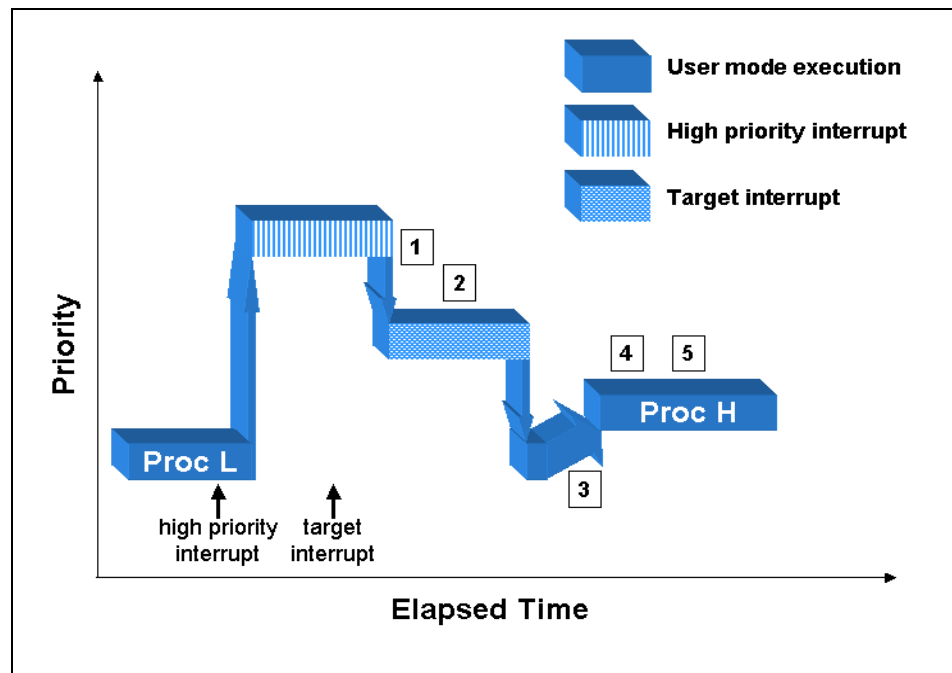 User mode execution
High priority interrupt
Target interrupt
1
2
4 5
Proc H
Proc L
3
high priority
interrupt
target
interrupt
Priority
Elapsed Time